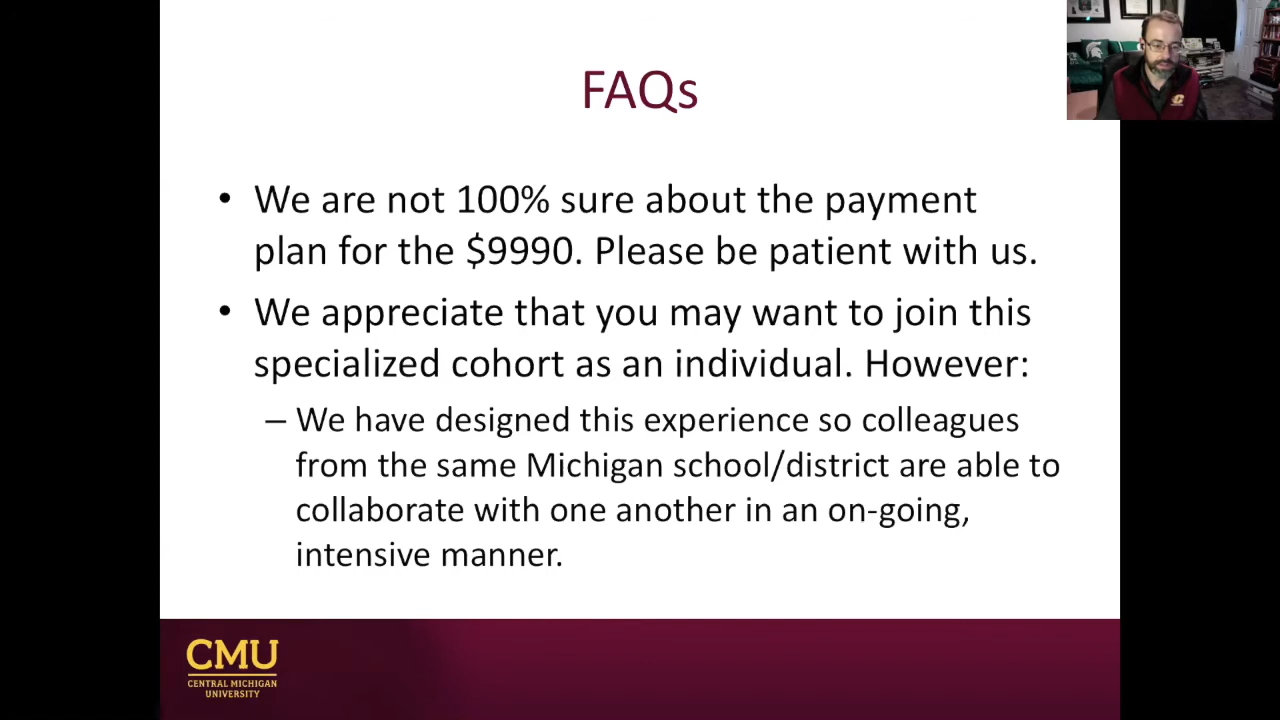 FAQs
• We are not 100% sure about the payment
plan for the $9990. Please be patient with us.
• We appreciate that you may want to join this
specialized cohort as an individual. However:
– We have designed this experience so colleagues
from the same Michigan school/district are able to
collaborate with one another in an on-going,
intensive manner.
CMU
CENTRAL MICHIGAN
UNIVERSITY